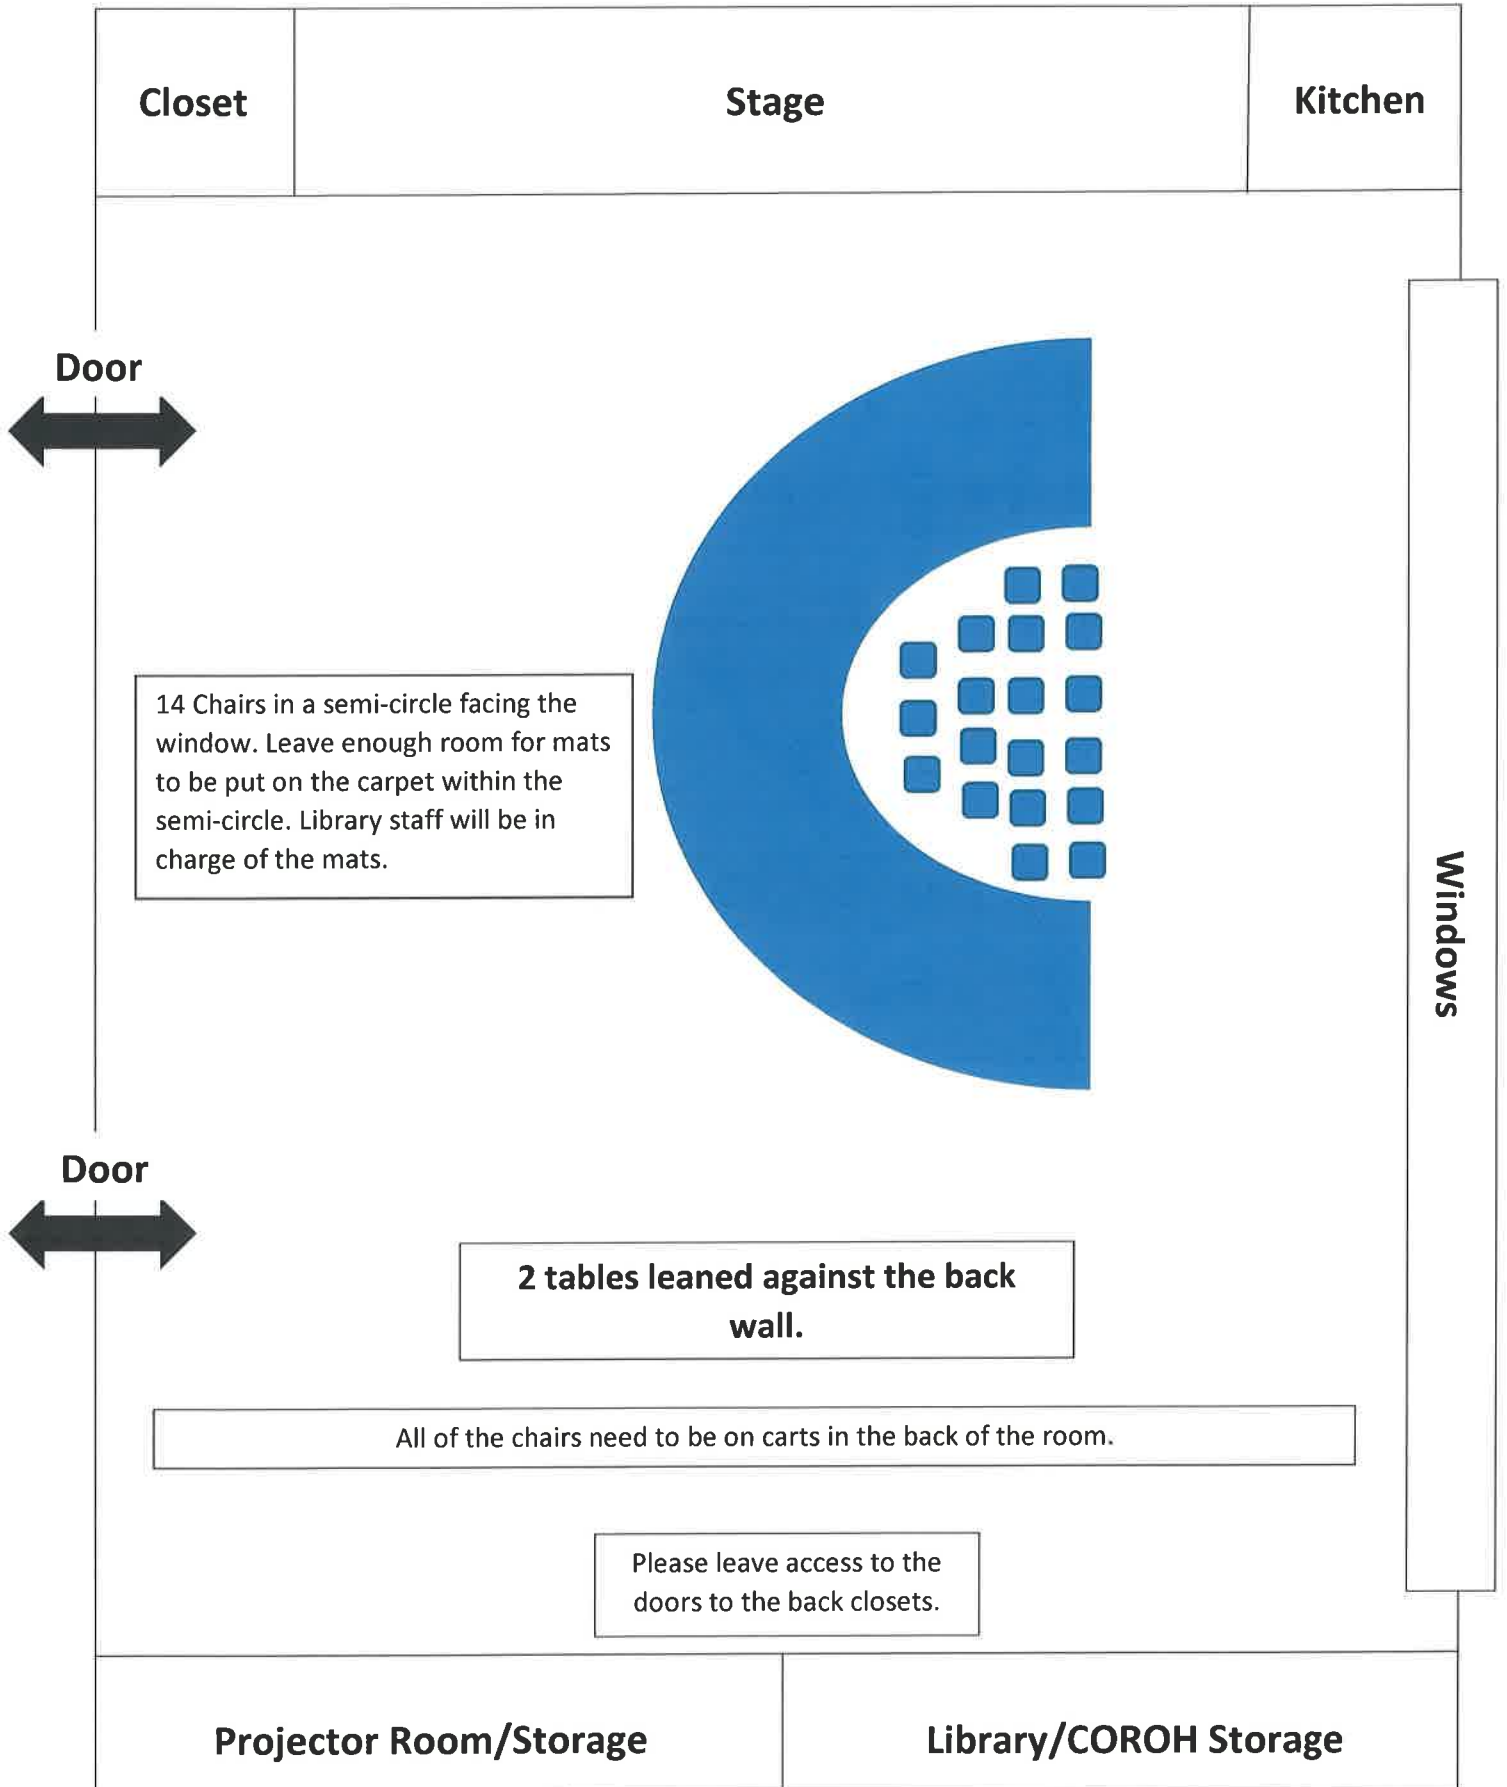 Closet
Stage
Kitchen
Door
14 Chairs in a semi-circle facing the
window. Leave enough room for mats
to be put on the carpet within the
semi-circle. Library staff will be in
charge of the mats.
Windows
Door
2 tables leaned against the back
wall.
All of the chairs need to be on carts in the back of the room.
Please leave access to the
doors to the back closets.
Projector Room/Storage
Library/COROH Storage